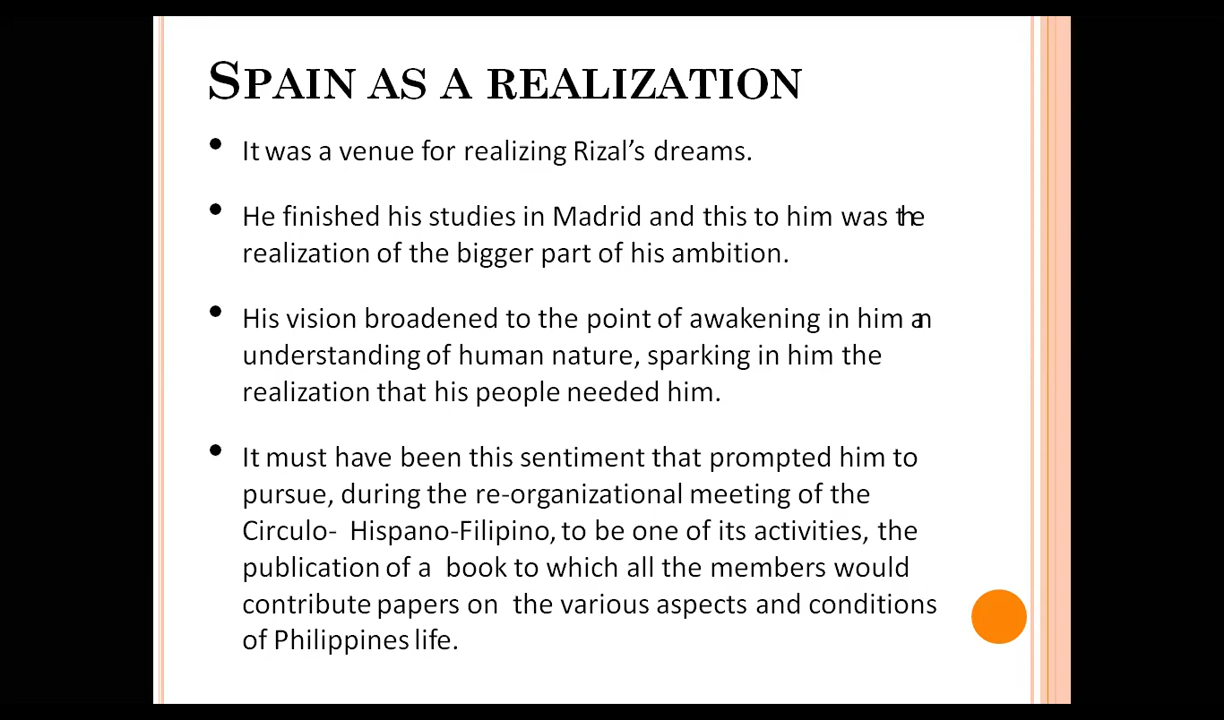 SPAIN AS A REALIZATION
• It was a venue for realizing Rizal’s dreams.
• He finished his studies in Madrid and this to him was the
realization of the bigger part of his ambition.
• His vision broadened to the point of awakening in him an
understanding of human nature, sparking in him the
realization that his people needed him.
• It must have been this sentiment that prompted him to
pursue, during the re-organizational meeting of the
Circulo- Hispano-Filipino, to be one of its activities, the
publication of a book to which all the members would
contribute papers on the various aspects and conditions
of Philippines life.